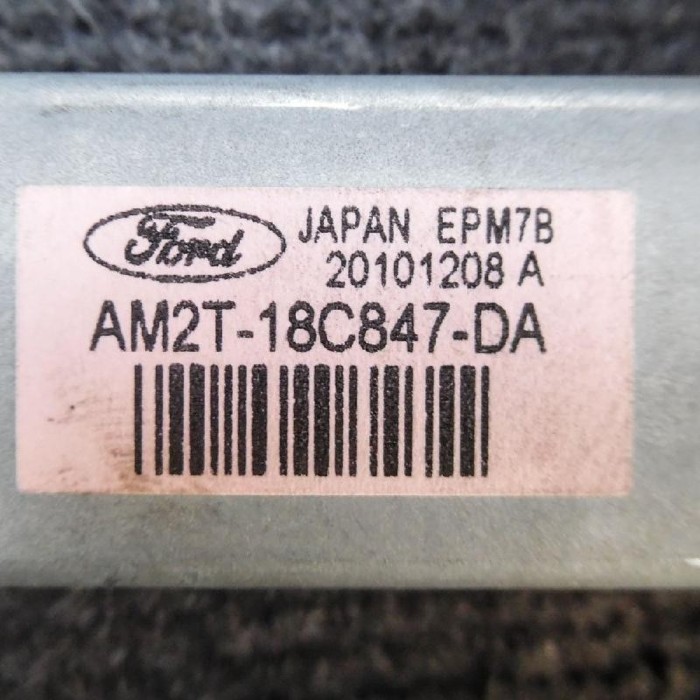 Ford
JAPAN EPM7B
20101208 A
AM2T-18C847-DA